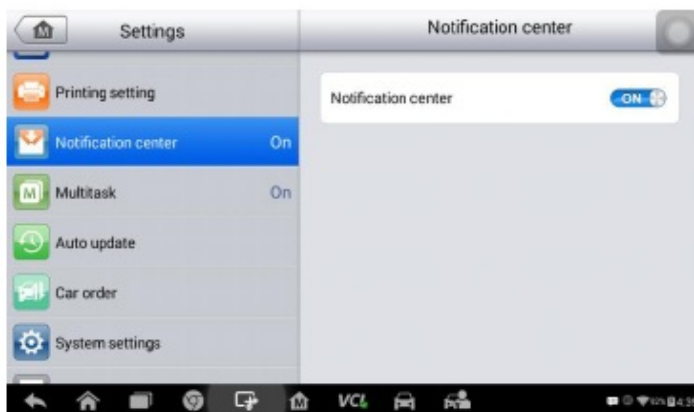 Settings
Notification center
Printing setting
Notification center On
Multitask On
Auto update
Car order
System settings
Notification center
ON
VCI